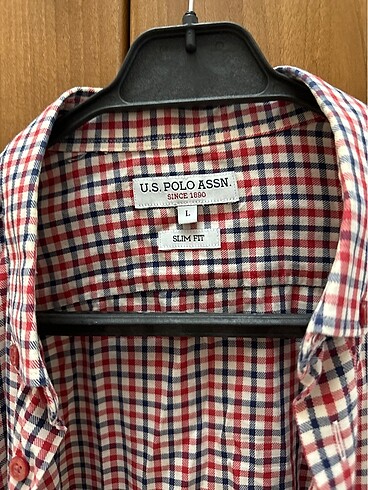 U.S. POLO ASSN.
SINCE 1890
L
SLIM FIT